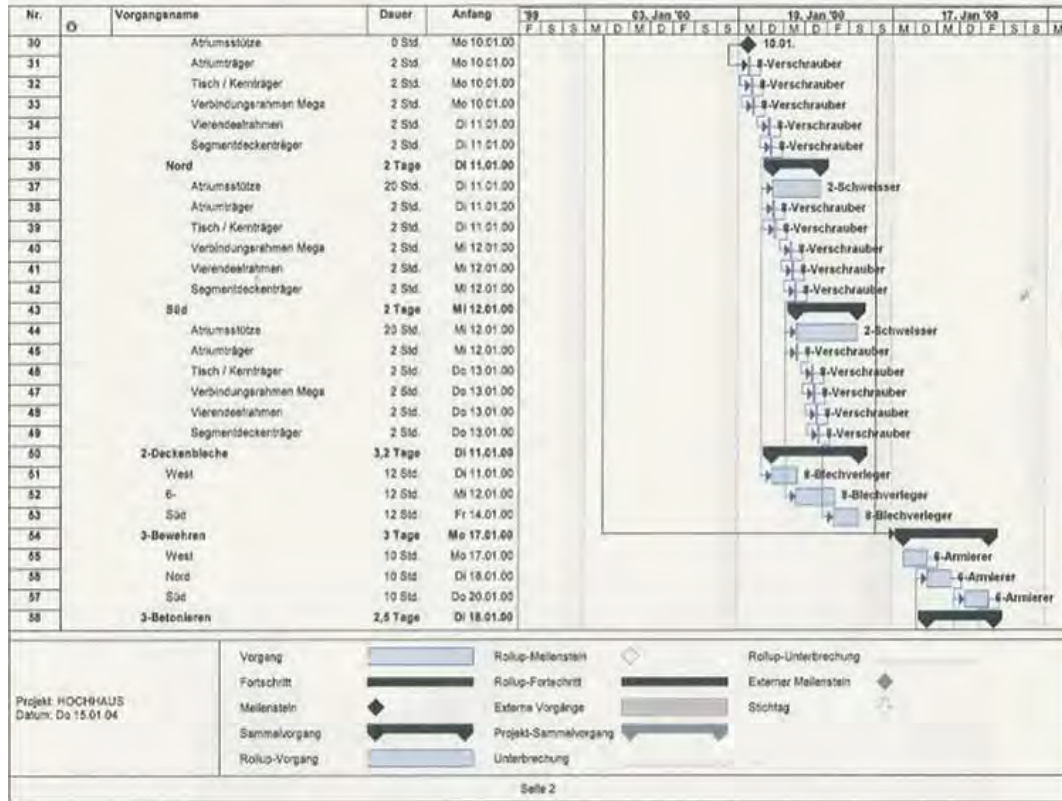 Nr. Vorgangsname Dauer Anfang '99 03. Jan '00 10. Jan '00 17. Jan '00
F S S M D M D F S S M D M D F S S M D M D F S S M
30 Atriumsstütze 0 Std. Mo 10.01.00 10.01.
31 Atriumträger 2 Std. Mo 10.01.00 8-Verschrauber
32 Tisch / Kernträger 2 Std. Mo 10.01.00 8-Verschrauber
33 Verbindungsrahmen Mega 2 Std. Mo 10.01.00 8-Verschrauber
34 Vierendeelrahmen 2 Std. Di 11.01.00 8-Verschrauber
35 Segmentdeckenträger 2 Std. Di 11.01.00 8-Verschrauber
36 Nord 2 Tage Di 11.01.00
37 Atriumsstütze 20 Std. Di 11.01.00 2-Schweisser
38 Atriumträger 2 Std. Di 11.01.00 8-Verschrauber
39 Tisch / Kernträger 2 Std. Di 11.01.00 8-Verschrauber
40 Verbindungsrahmen Mega 2 Std. Mi 12.01.00 8-Verschrauber
41 Vierendeelrahmen 2 Std. Mi 12.01.00 8-Verschrauber
42 Segmentdeckenträger 2 Std. Mi 12.01.00 8-Verschrauber
43 Süd 2 Tage Mi 12.01.00
44 Atriumsstütze 20 Std. Mi 12.01.00 2-Schweisser
45 Atriumträger 2 Std. Mi 12.01.00 8-Verschrauber
46 Tisch / Kernträger 2 Std. Do 13.01.00 8-Verschrauber
47 Verbindungsrahmen Mega 2 Std. Do 13.01.00 8-Verschrauber
48 Vierendeelrahmen 2 Std. Do 13.01.00 8-Verschrauber
49 Segmentdeckenträger 2 Std. Do 13.01.00 8-Verschrauber
50 2-Deckenbleche 3,2 Tage Di 11.01.00
51 West 12 Std. Di 11.01.00 8-Blechverleger
52 6- 12 Std. Mi 12.01.00 8-Blechverleger
53 Süd 12 Std. Fr 14.01.00 8-Blechverleger
54 3-Bewehren 3 Tage Mo 17.01.00
55 West 10 Std. Mo 17.01.00 6-Armierer
56 Nord 10 Std. Di 18.01.00 6-Armierer
57 Süd 10 Std. Do 20.01.00 6-Armierer
58 3-Betonieren 2,5 Tage Di 18.01.00
Projekt: HOCHHAUS
Datum: Do 15.01.04
Vorgang Rollup-Meilenstein Rollup-Unterbrechung
Fortschritt Rollup-Fortschritt Externer Meilenstein
Meilenstein Externe Vorgänge Stichtag
Sammelvorgang Projekt-Sammelvorgang
Rollup-Vorgang Unterbrechung
Seite 2